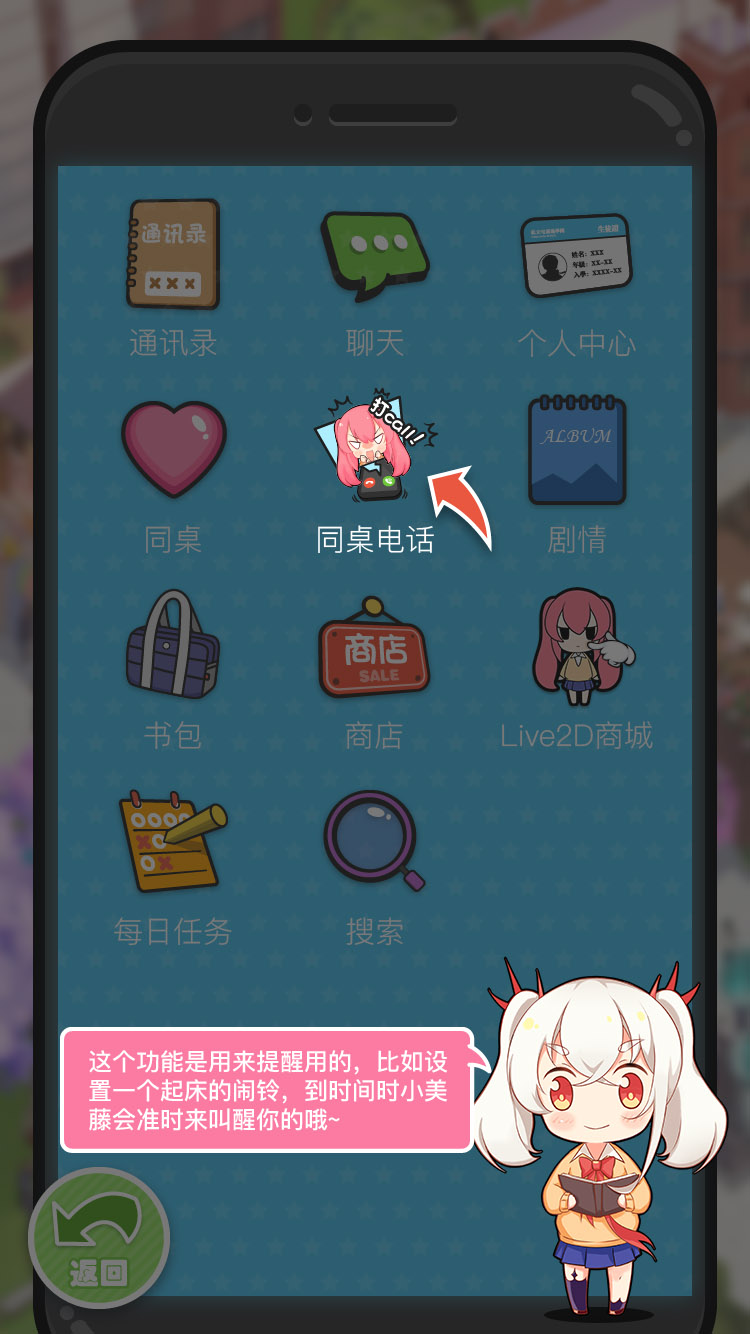 通讯录
×××
生徒證
姓名：XXX
年级：XX-XX
入学：XXXX-XX
通讯录
聊天
个人中心
打call!
ALBUM
同桌
同桌电话
剧情
商店
SALE
书包
商店
Live2D商城
每日任务
搜索
这个功能是用来提醒用的，比如设
置一个起床的闹铃，到时间时小美
藤会准时来叫醒你的哦~
返回